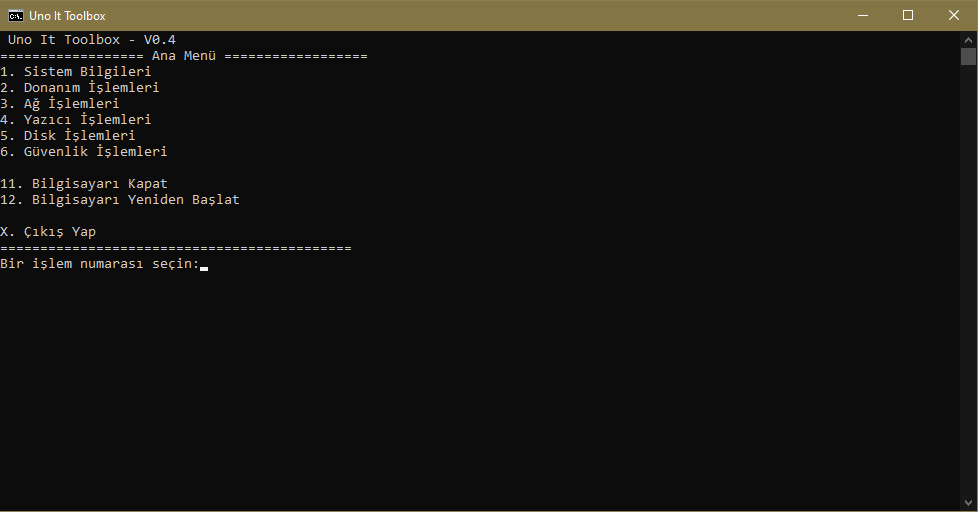 Uno It Toolbox
Uno It Toolbox - V0.4
================== Ana Menü ==================
1. Sistem Bilgileri
2. Donanım İşlemleri
3. Ağ İşlemleri
4. Yazıcı İşlemleri
5. Disk İşlemleri
6. Güvenlik İşlemleri
11. Bilgisayarı Kapat
12. Bilgisayarı Yeniden Başlat
X. Çıkış Yap
============================================
Bir işlem numarası seçin: